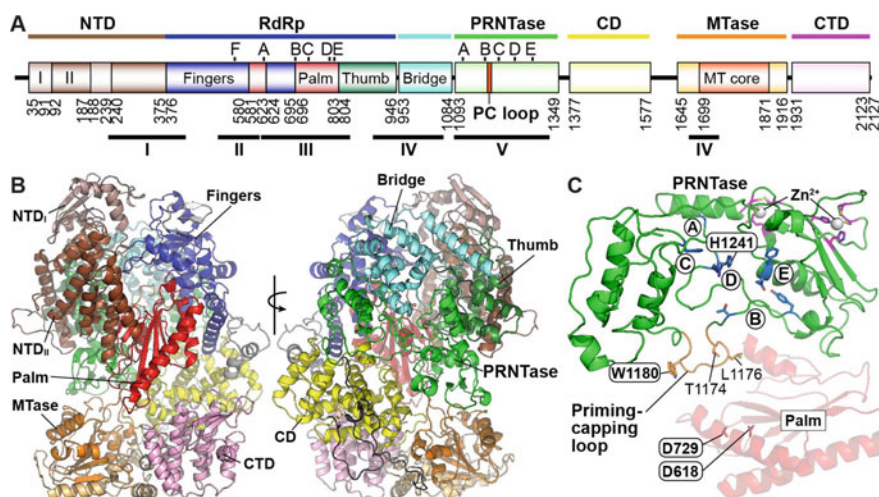 A
NTD RdRp PRNTase CD MTase CTD
F A B C D E A B C D E
I II Fingers Palm Thumb Bridge MT core
PC loop
35 91 92 187 188 239 240 375 376 580 581 623 624 695 696 803 804 946 953 1084 1093 1349 1377 1577 1645 1699 1871 1916 1931 2123 2127
I II III IV V IV
B
NTDI
Fingers
NTDII
Palm
MTase
CTD
Bridge
Thumb
PRNTase
CD
C
PRNTase
Zn2+
A
H1241
C
D
E
B
W1180
L1176
T1174
Priming-
capping
loop
Palm
D729
D618